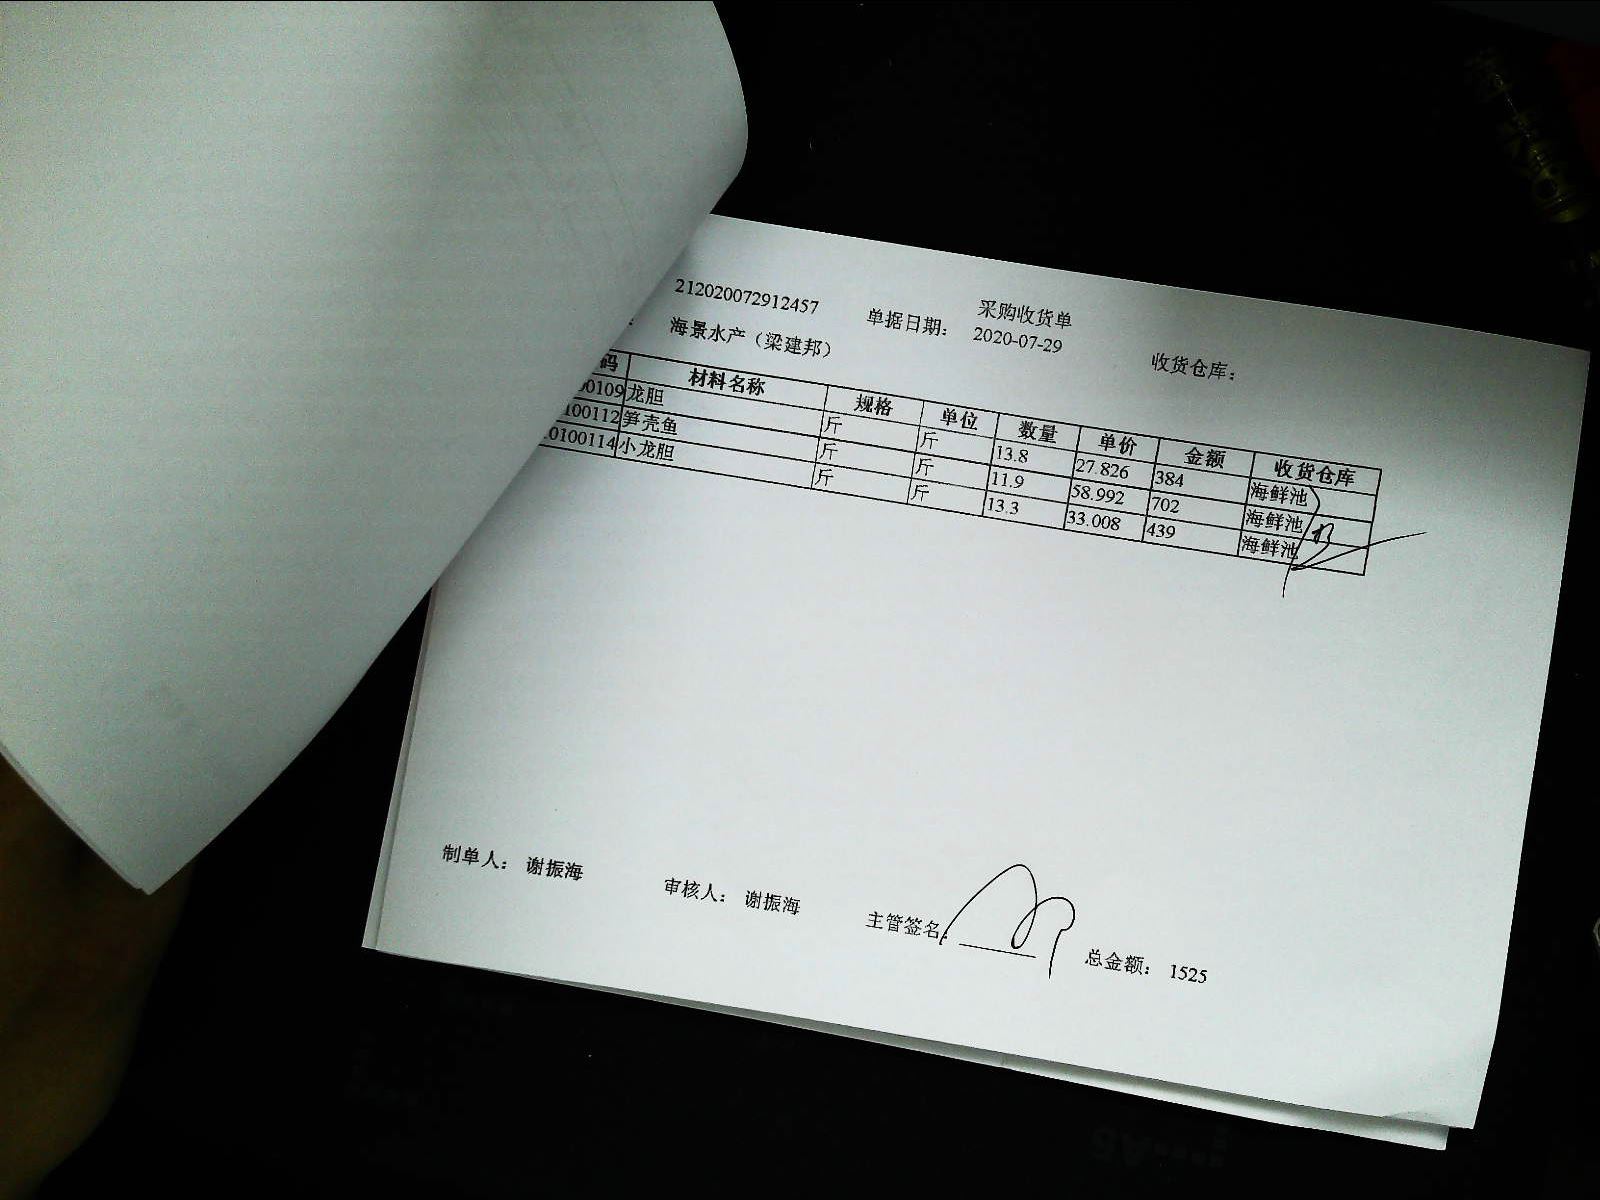 采购收货单
212020072912457 单据日期: 2020-07-29 收货仓库:
: 海景水产（梁建邦）
码 材料名称 规格 单位 数量 单价 金额 收货仓库
00109 龙胆 斤 斤 13.8 27.826 384 海鲜池
100112 笋壳鱼 斤 斤 11.9 58.992 702 海鲜池
0100114 小龙胆 斤 斤 13.3 33.008 439 海鲜池
制单人: 谢振海 审核人: 谢振海 主管签名: 总金额: 1525